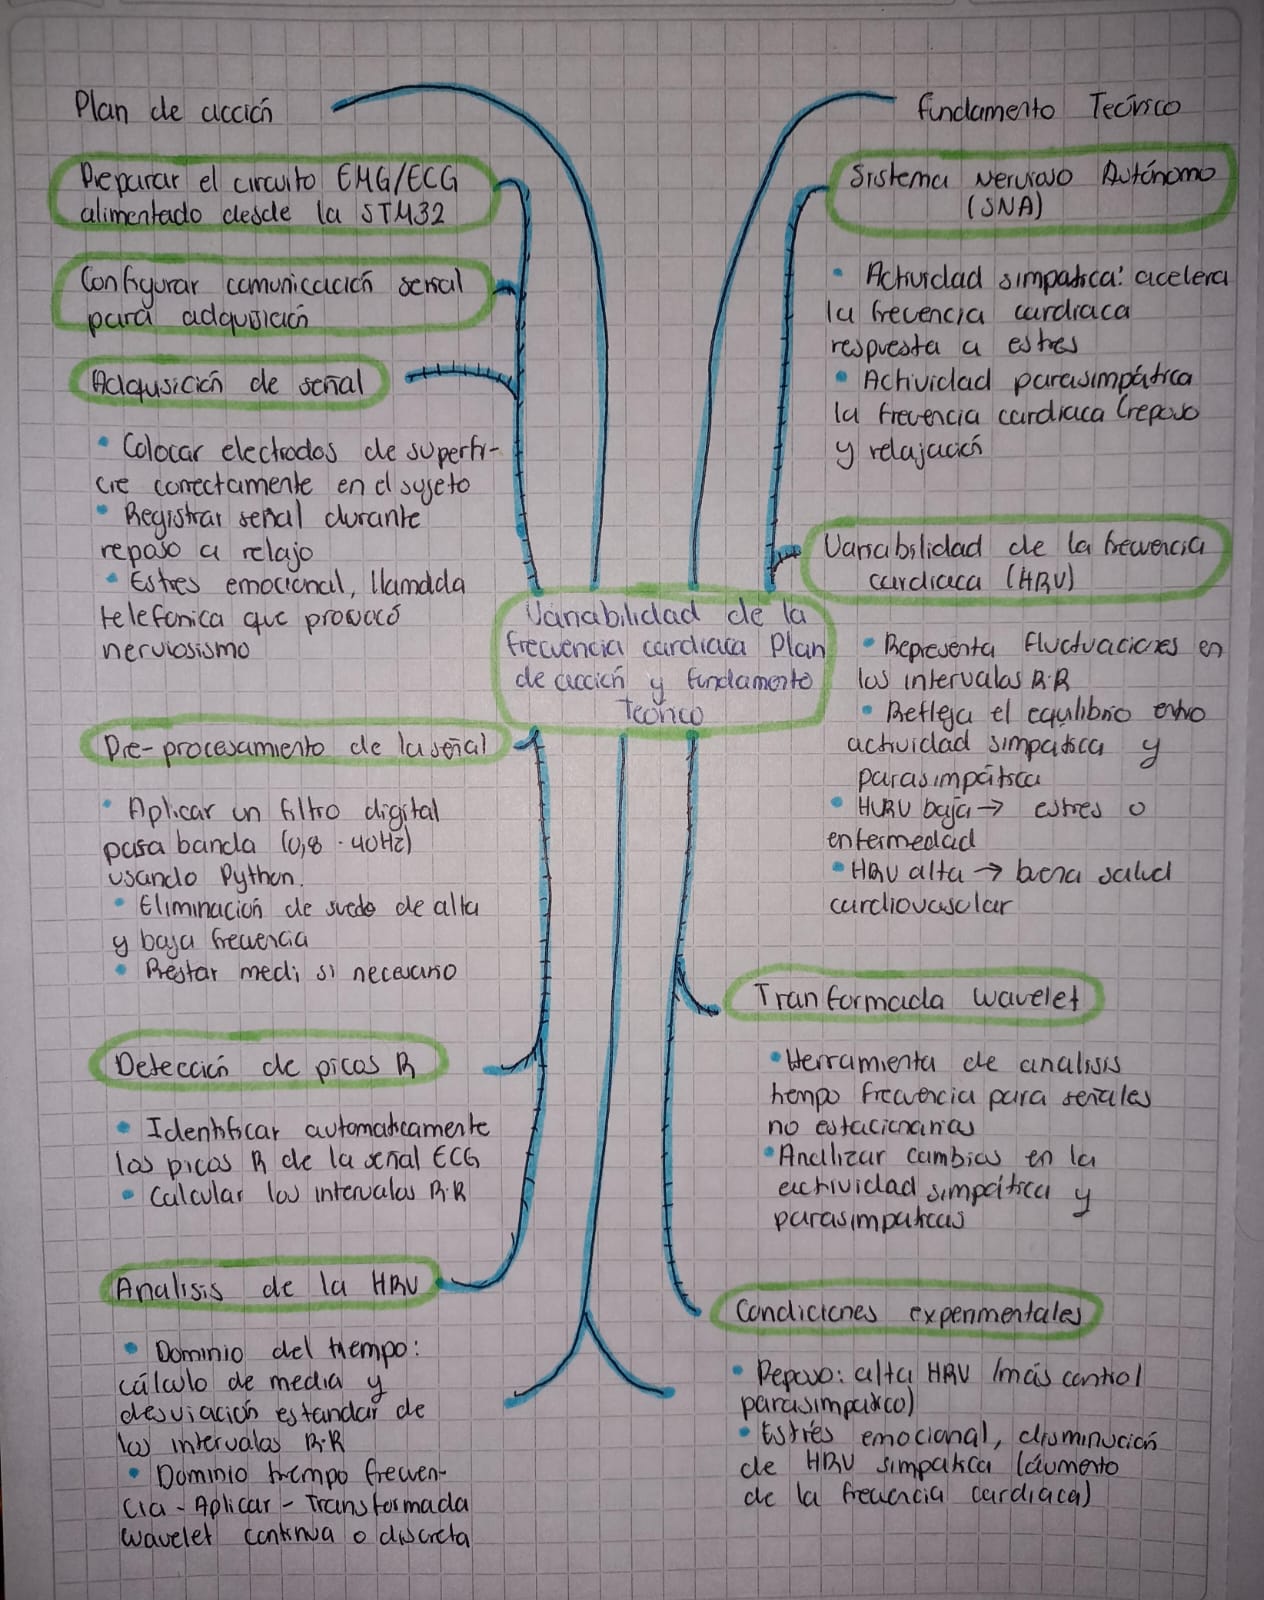 Plan de acción
Preparar el circuito EMG/ECG
alimentado desde la STM32
Configurar comunicación serial
para adquisición
Adqusición de señal
• Colocar electrodos de superfi-
cie correctamente en el sujeto
• Registrar señal durante
reposo a relajo
• Estres emocional, llamada
telefonica que provocó
nerviosismo
Pre-procesamiento de la señal
• Aplicar un filtro digital
pasa banda (0,8 - 40Hz)
usando Python.
• Eliminación de de alta
y baja frecuencia
• Restar medi si necesario
Detección de picos R
• Identificar automaticamente
los picos R de la señal ECG
• Calcular los intervalos R-R
Analisis de la HRV
• Dominio del tiempo:
cálculo de media y
desviación estandar de
los intervalos R-R
• Dominio tiempo frecuen-
cia - Aplicar - Transformada
wavelet continua o discreta
Variabilidad de la
frecuencia cardiaca Plan
de acción y fundamento
Teorico
fundamento Teórico
Sistema Nervioso Autónomo
(SNA)
• Actividad simpatica: acelera
la frecuencia cardiaca
respuesta a estres
• Actividad parasimpática
la frecuencia cardiaca (reposo
y relajación
Variabilidad de la frecuencia
cardiaca (HRV)
• Representa fluctuaciones en
los intervalos R-R
• Refleja el equilibrio entre
actividad simpatica y
parasimpática
• HURV baja → estres o
enfermedad
• HRV alta → buena salud
cardiovascular
Tranformada wavelet
• Herramienta de analisis
tiempo frecuencia para señales
no estacionarias
• Analizar cambios en la
actividad simpática y
parasimpaticas
Condiciones experimentales
• Reposo: alta HRV (más control
parasimpatico)
• Estrés emocional, disminución
de HRV simpatica (aumento
de la frecuencia cardiaca)